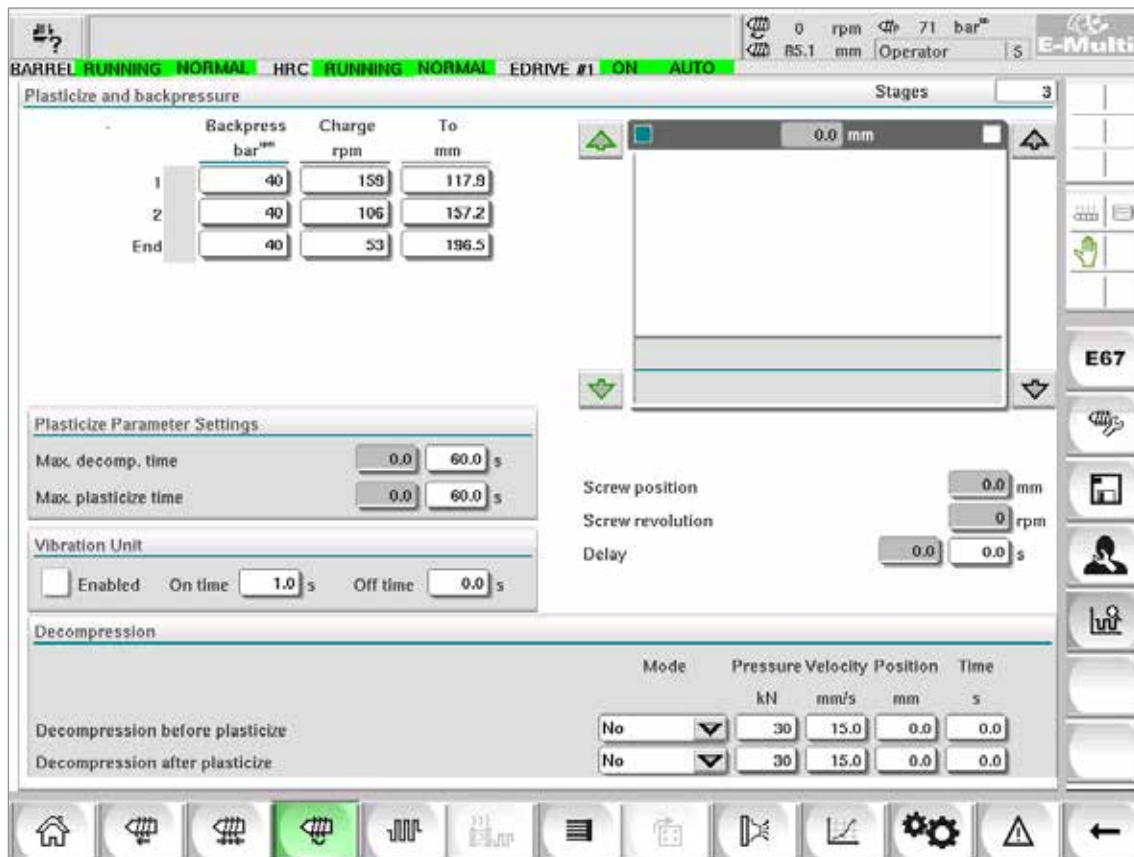 0 rpm 71 bar
85.1 mm Operator S E-Multi
BARREL RUNNING NORMAL HRC RUNNING NORMAL EDRIVE #1 ON AUTO
Plasticize and backpressure Stages 3
Backpress Charge To
bar rpm mm
1 40 159 117.9
2 40 106 157.2
End 40 53 196.5
0.0 mm
E67
Plasticize Parameter Settings
Max. decomp. time 0.0 60.0 s
Max. plasticize time 0.0 60.0 s
Screw position 0.0 mm
Screw revolution 0 rpm
Delay 0.0 0.0 s
Vibration Unit
Enabled On time 1.0 s Off time 0.0 s
Decompression
Mode Pressure Velocity Position Time
kN mm/s mm s
Decompression before plasticize No 30 15.0 0.0 0.0
Decompression after plasticize No 30 15.0 0.0 0.0